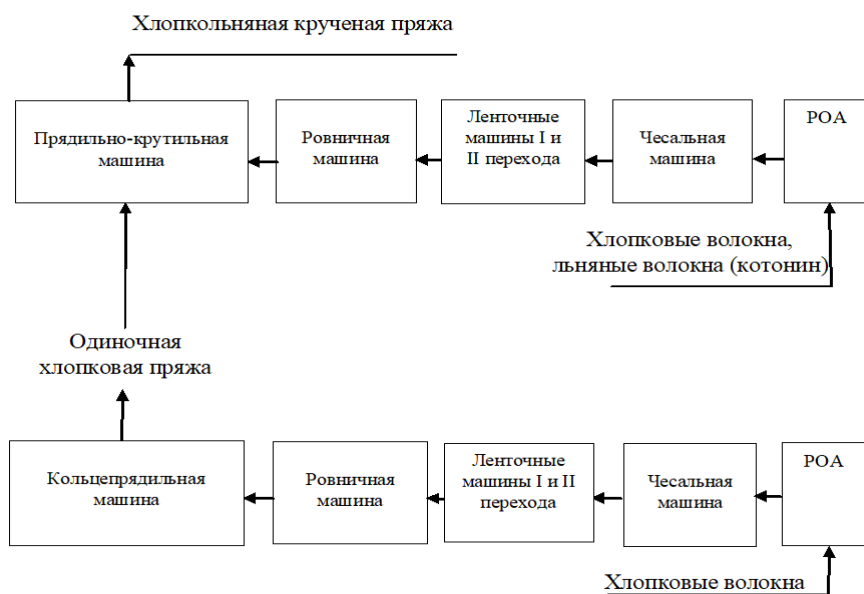 Хлопкольняная крученая пряжа
Прядильно-крутильная
машина
Ровничная
машина
Ленточные
машины I и
II перехода
Чесальная
машина
РОА
Хлопковые волокна,
льняные волокна (котонин)
Одиночная
хлопковая пряжа
Кольцепрядильная
машина
Ровничная
машина
Ленточные
машины I и II
перехода
Чесальная
машина
РОА
Хлопковые волокна